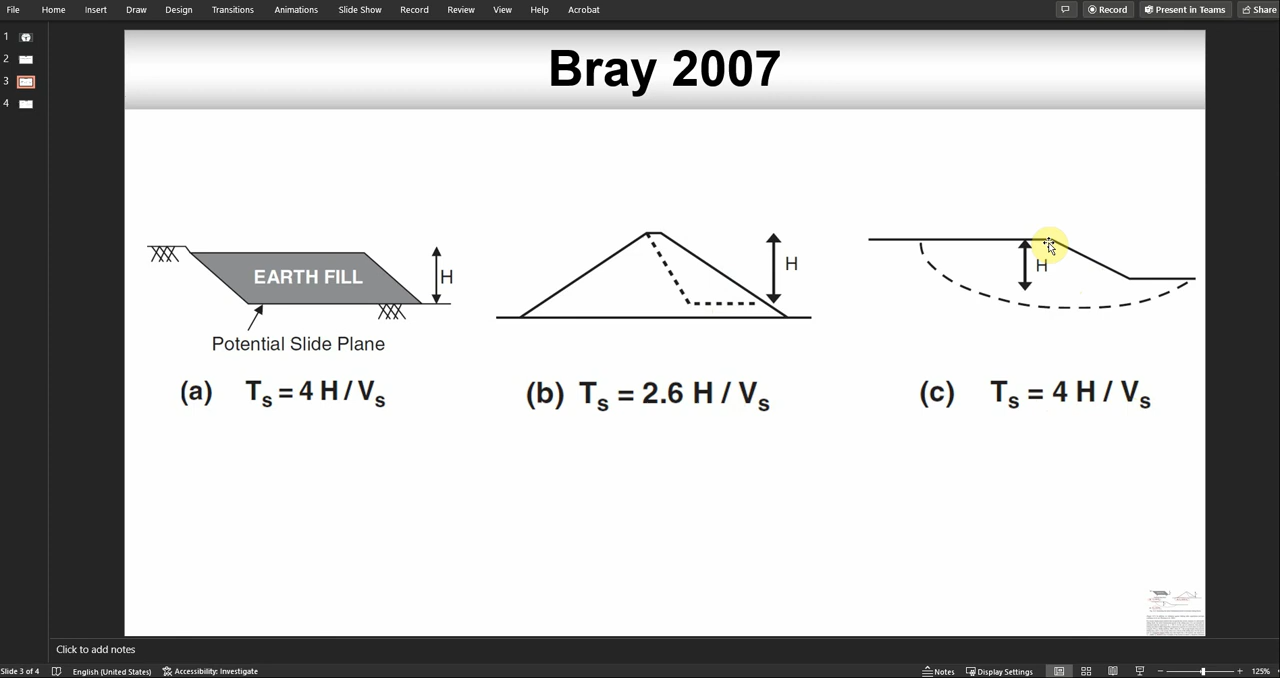 File Home Insert Draw Design Transitions Animations Slide Show Record Review View Help Acrobat Record Present in Teams Share
1
2
3
4
Bray 2007
EARTH FILL
H
Potential Slide Plane
(a) Ts = 4 H / Vs
H
(b) Ts = 2.6 H / Vs
H
(c) Ts = 4 H / Vs
Click to add notes
Slide 3 of 4 English (United States) Accessibility: Investigate Notes Display Settings 125%